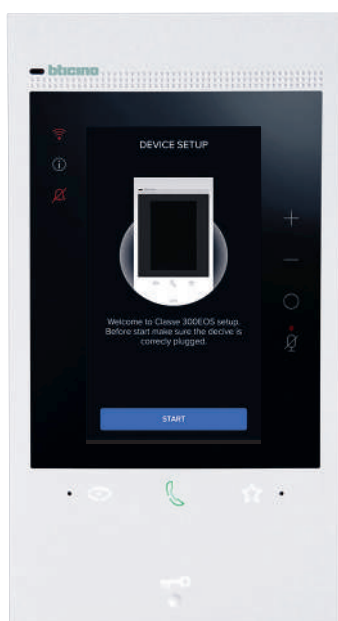 bticino
DEVICE SETUP
Welcome to Classe 300EOS setup.
Before start make sure the decive is
correcly plugged.
START